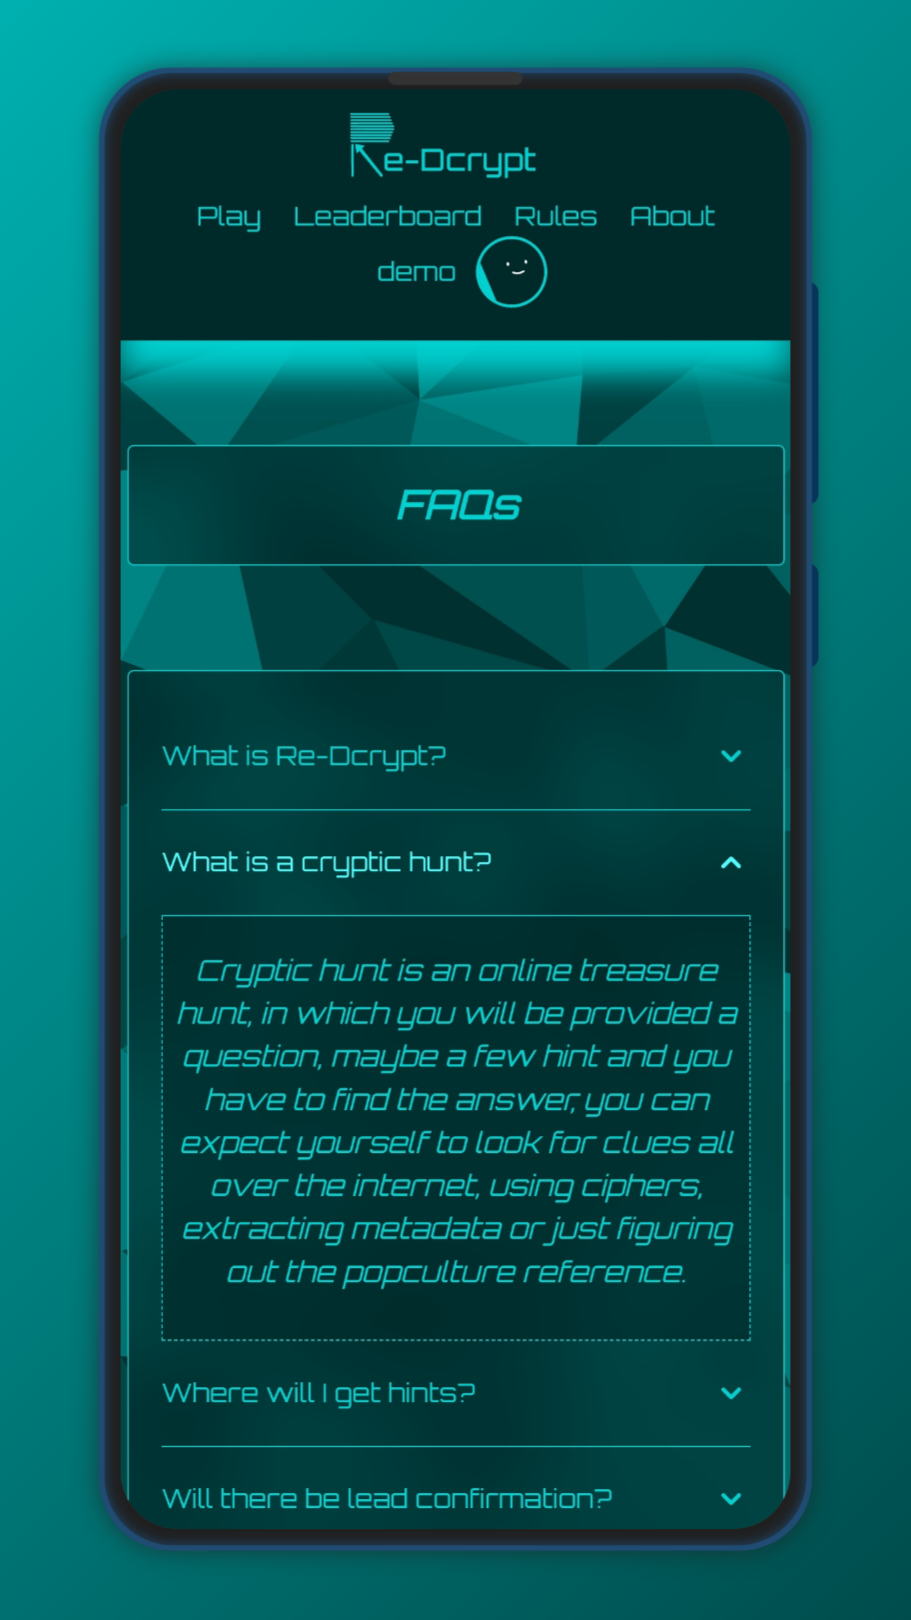 Re-Dcrypt
Play Leaderboard Rules About
demo
FAQs
What is Re-Dcrypt?
What is a cryptic hunt?
Cryptic hunt is an online treasure
hunt, in which you will be provided a
question, maybe a few hint and you
have to find the answer, you can
expect yourself to look for clues all
over the internet, using ciphers,
extracting metadata or just figuring
out the popculture reference.
Where will I get hints?
Will there be lead confirmation?